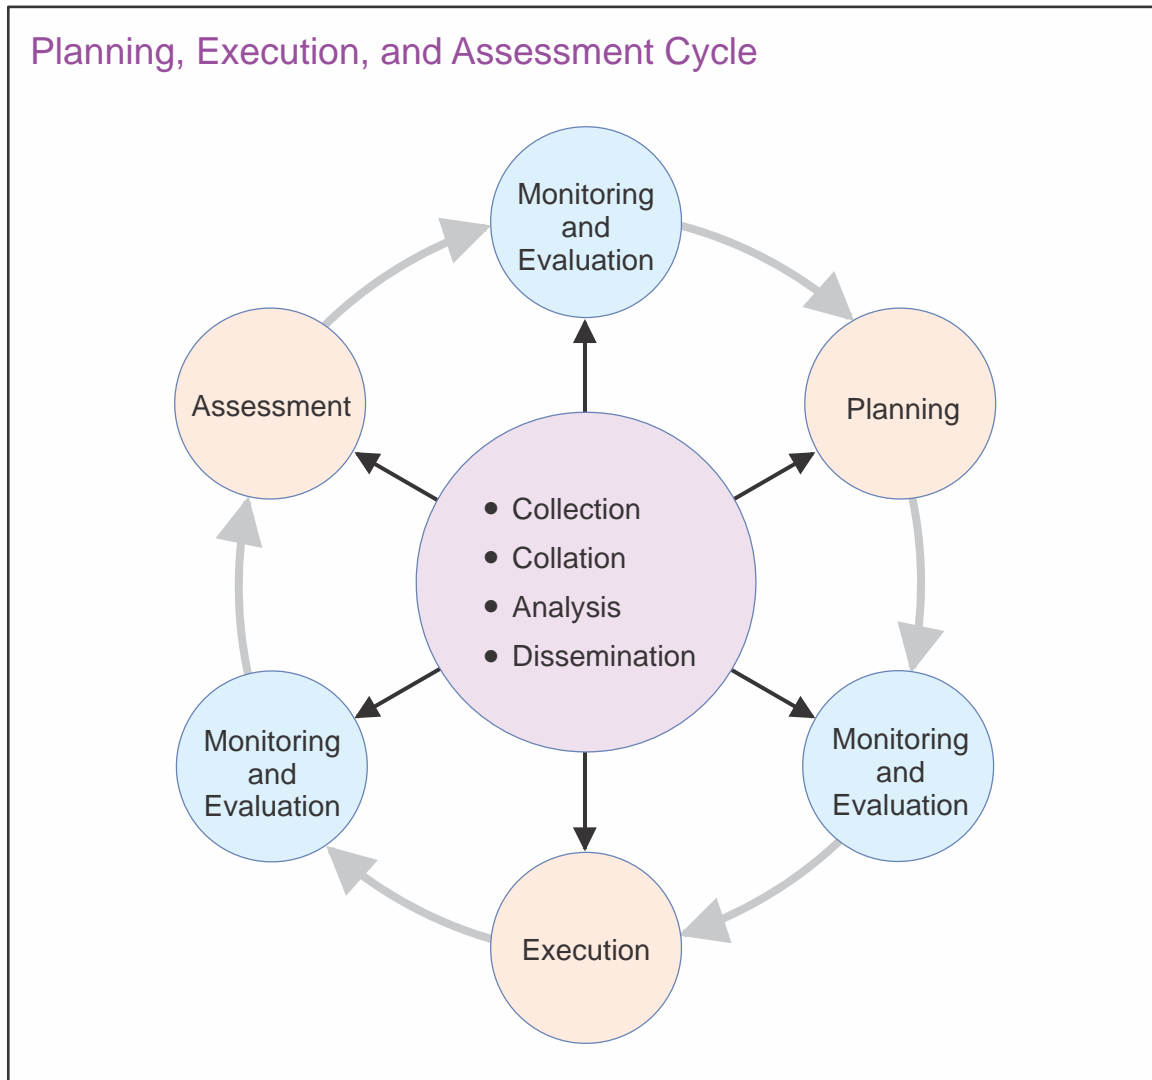 Planning, Execution, and Assessment Cycle
Monitoring
and
Evaluation
Assessment
Planning
• Collection
• Collation
• Analysis
• Dissemination
Monitoring
and
Evaluation
Monitoring
and
Evaluation
Execution